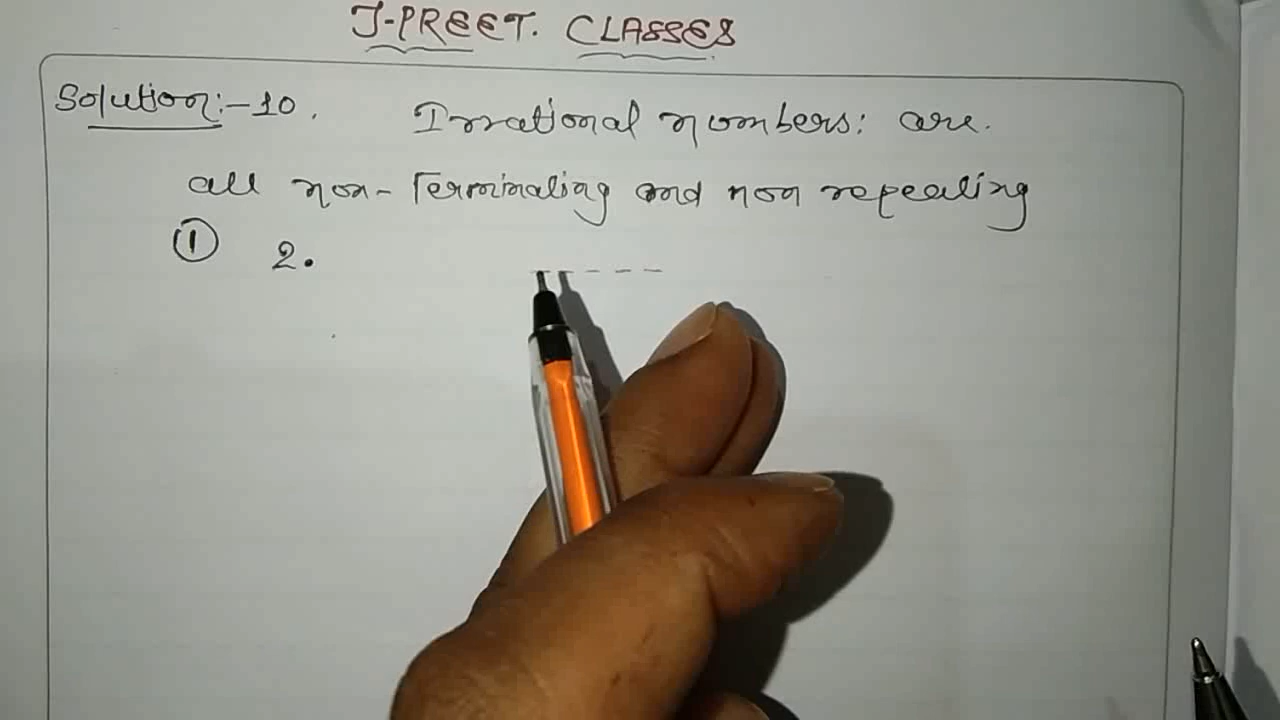 J-PREET. CLASSES
Solution:-10. Irrational numbers: are.
all non-Terminating and non repeating
① 2. - - - - -